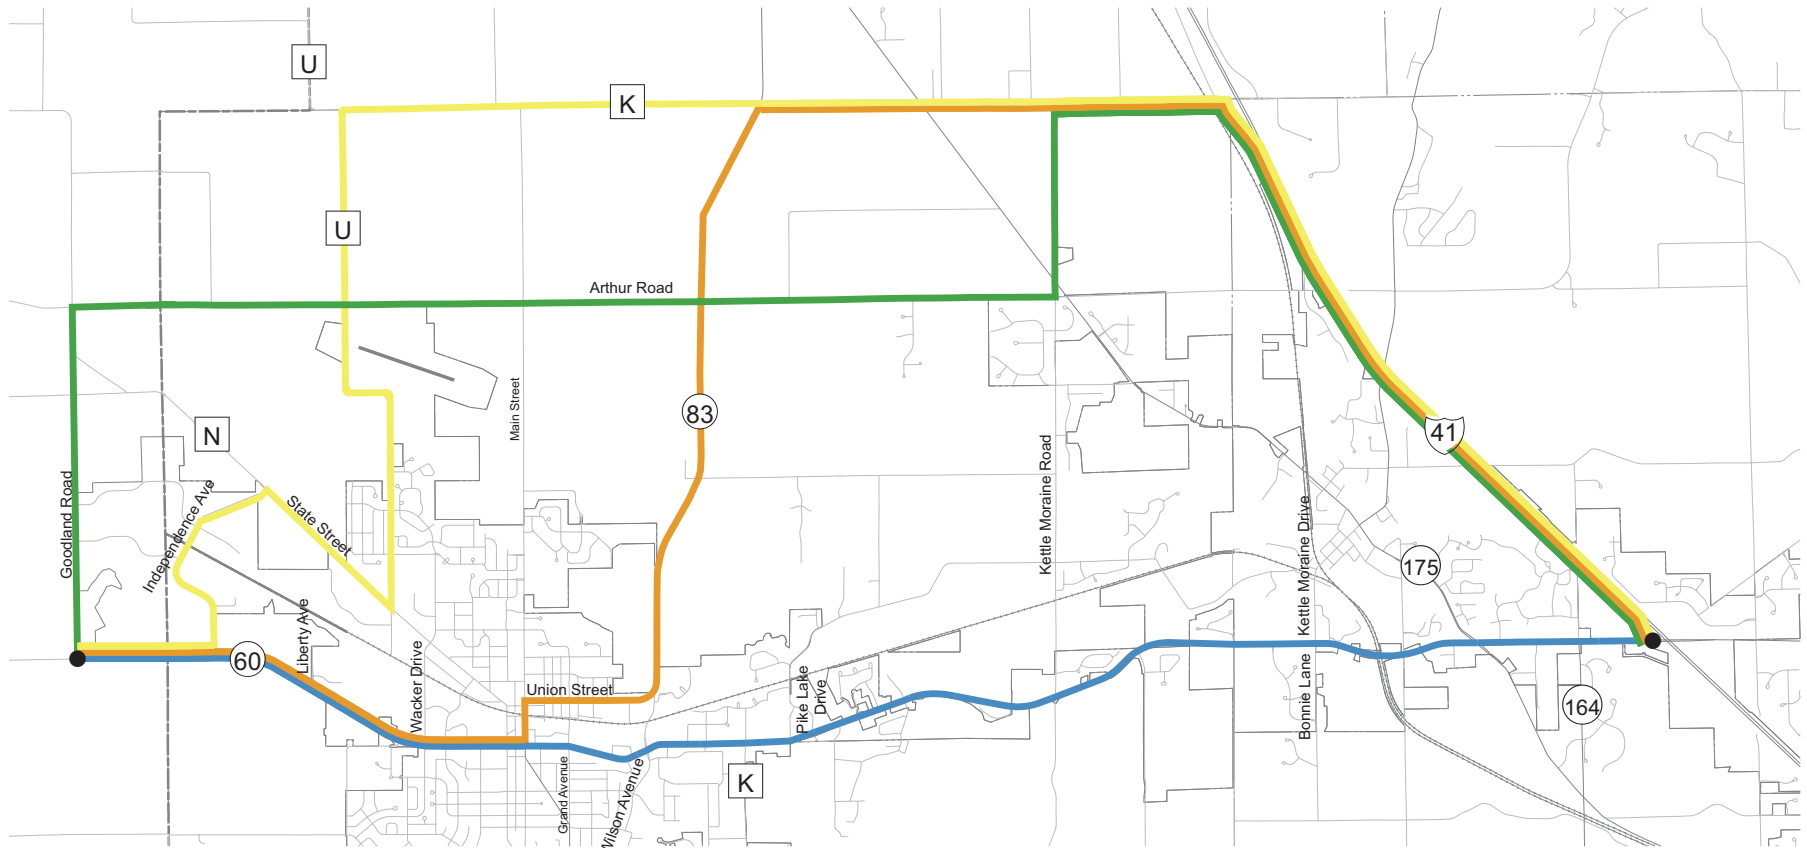 U
K
U
Arthur Road
Main Street
83
N
41
Goodland Road
Independence Ave
State Street
Kettle Moraine Road
Kettle Moraine Drive
175
Liberty Ave
60
Wacker Drive
Union Street
Pike Lake
Drive
Bonnie Lane
164
Grand Avenue
Wilson Avenue
K